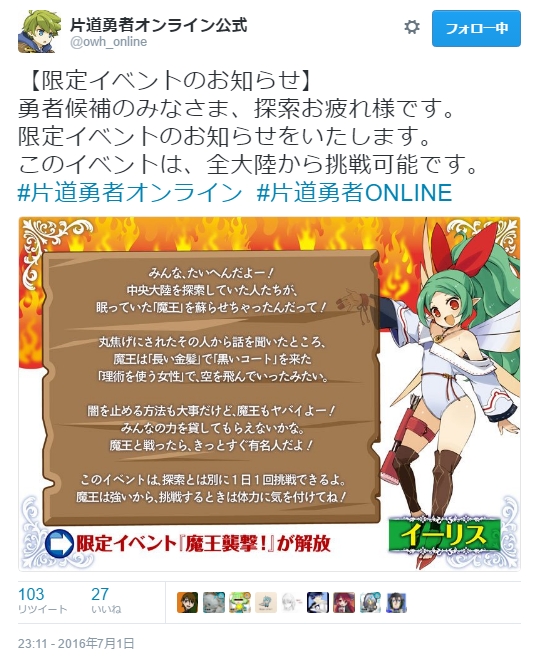 片道勇者オンライン公式
@owh_online
フォロー中
【限定イベントのお知らせ】
勇者候補のみなさま、探索お疲れ様です。
限定イベントのお知らせをいたします。
このイベントは、全大陸から挑戦可能です。
#片道勇者オンライン #片道勇者ONLINE
みんな、たいへんだよー！
中央大陸を探索していた人たちが、
眠っていた「魔王」を蘇らせちゃったんだって！
丸焦げにされたその人から話を聞いたところ、
魔王は「長い金髪」で「黒いコート」を来た
「理術を使う女性」で、空を飛んでいったみたい。
闇を止める方法も大事だけど、魔王もヤバイよー！
みんなの力を貸してもらえないかな。
魔王と戦ったら、きっとすぐ有名人だよ！
このイベントは、探索とは別に１日１回挑戦できるよ。
魔王は強いから、挑戦するときは体力に気を付けてね！
イーリス
限定イベント『魔王襲撃！』が解放
103
リツイート
27
いいね
23:11 - 2016年7月1日